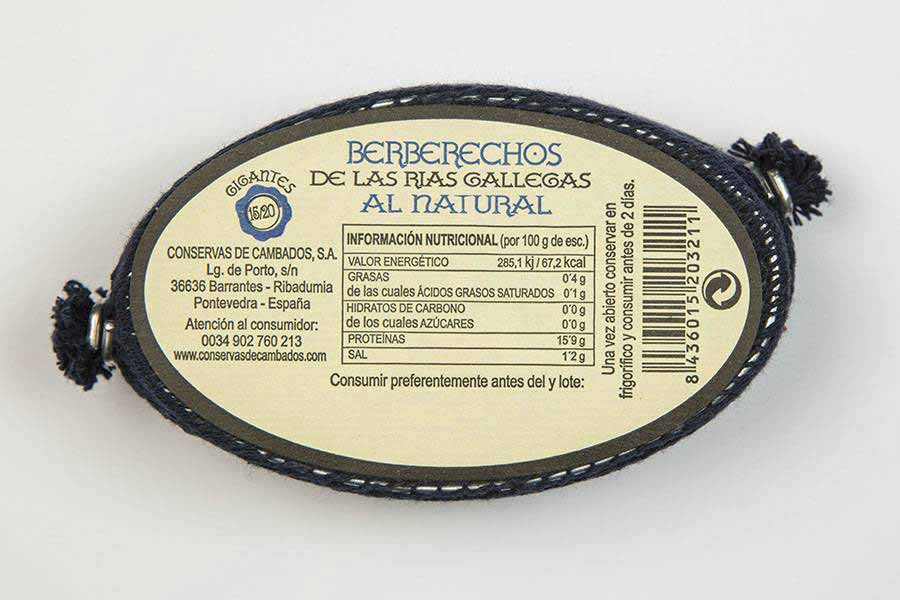 BERBERECHOS
DE LAS RIAS GALLEGAS
AL NATURAL
GIGANTES
15/20
CONSERVAS DE CAMBADOS, S.A.
Lg. de Porto, s/n
36636 Barrantes - Ribadumia
Pontevedra - España
Atención al consumidor:
0034 902 760 213
www.conservasdecambados.com
INFORMACIÓN NUTRICIONAL (por 100 g de esc.)
VALOR ENERGÉTICO 285,1 kj / 67,2 kcal
GRASAS 0'4 g
de las cuales ÁCIDOS GRASOS SATURADOS 0'1 g
HIDRATOS DE CARBONO 0'0 g
de los cuales AZÚCARES 0'0 g
PROTEÍNAS 15'9 g
SAL 1'2 g
Consumir preferentemente antes del y lote:
Una vez abierto conservar en
frigorífico y consumir antes de 2 días.
8 436015 203211